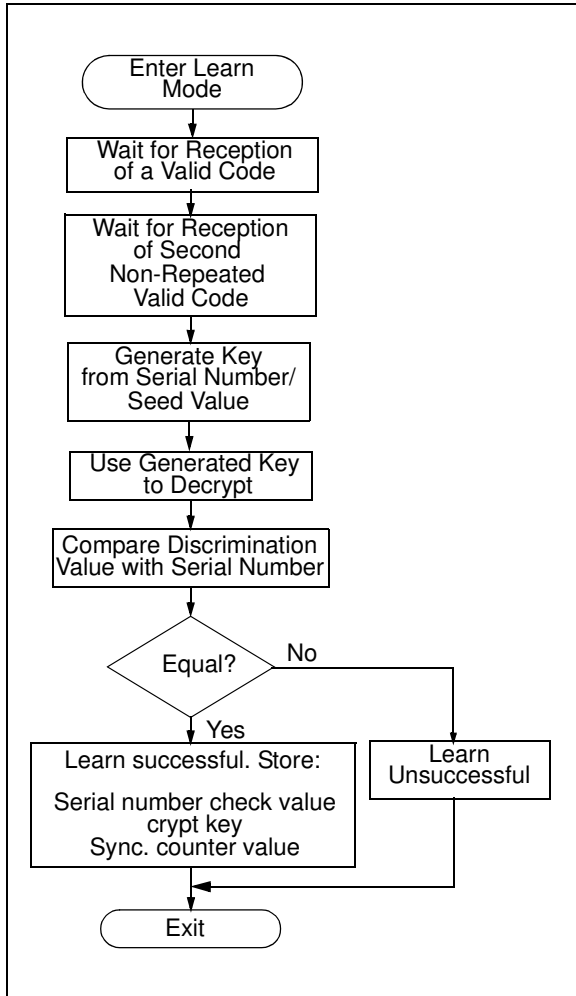 Enter Learn
Mode
Wait for Reception
of a Valid Code
Wait for Reception
of Second
Non-Repeated
Valid Code
Generate Key
from Serial Number/
Seed Value
Use Generated Key
to Decrypt
Compare Discrimination
Value with Serial Number
Equal?
No
Yes
Learn successful. Store:
Serial number check value
crypt key
Sync. counter value
Learn
Unsuccessful
Exit